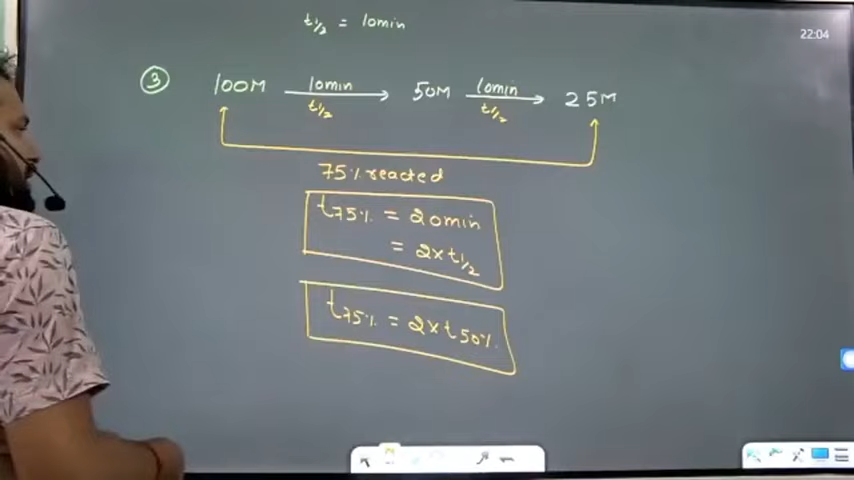 t1/2 = 10min
22:04
③ 100M 10min t1/2 50M 10min t1/2 25M
75% reacted
t75% = 20min
= 2×t1/2
t75% = 2×t50%